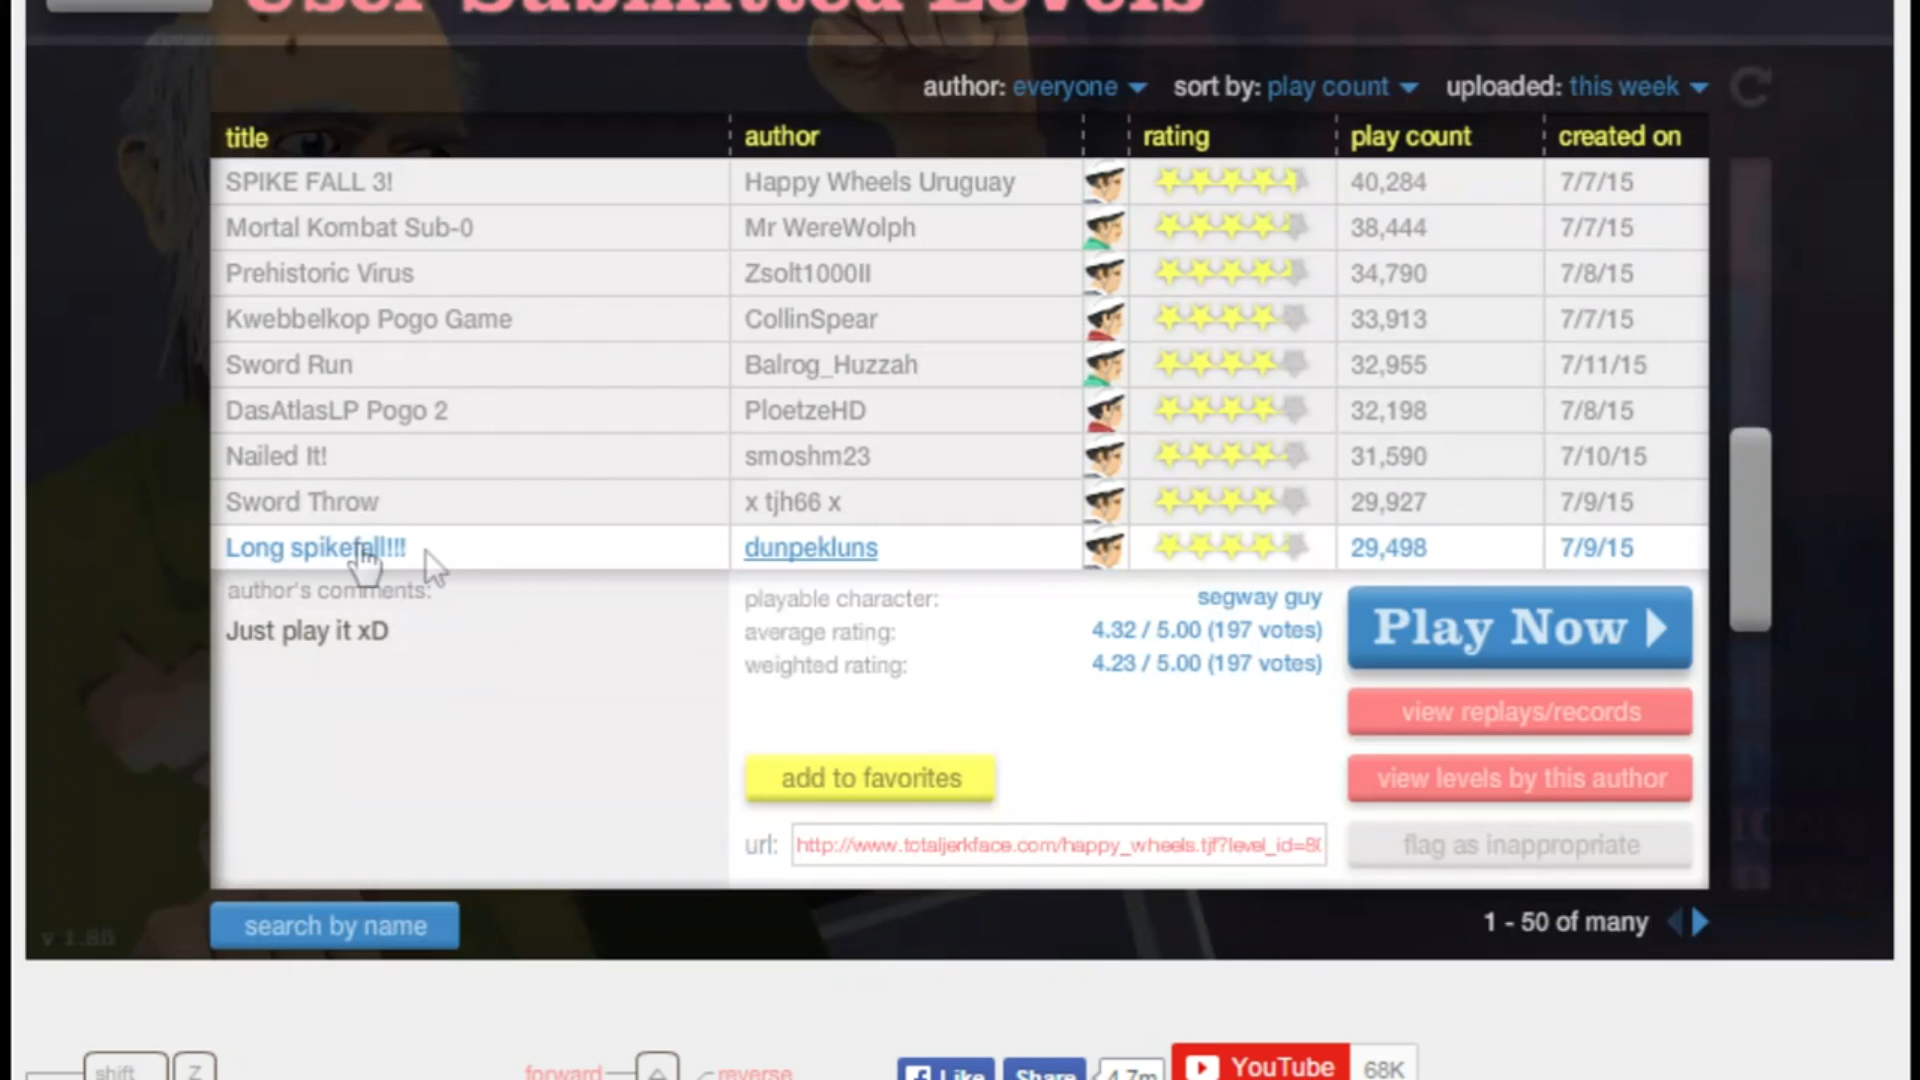 User Submitted Levels
author: everyone sort by: play count uploaded: this week
title author rating play count created on
SPIKE FALL 3! Happy Wheels Uruguay 40,284 7/7/15
Mortal Kombat Sub-0 Mr WereWolph 38,444 7/7/15
Prehistoric Virus Zsolt1000II 34,790 7/8/15
Kwebbelkop Pogo Game CollinSpear 33,913 7/7/15
Sword Run Balrog_Huzzah 32,955 7/11/15
DasAtlasLP Pogo 2 PloetzeHD 32,198 7/8/15
Nailed It! smoshm23 31,590 7/10/15
Sword Throw x tjh66 x 29,927 7/9/15
Long spikefall!!! dunpekluns 29,498 7/9/15
author's comments:
Just play it xD
playable character: segway guy
average rating: 4.32 / 5.00 (197 votes)
weighted rating: 4.23 / 5.00 (197 votes)
Play Now
view replays/records
add to favorites
view levels by this author
url: http://www.totaljerkface.com/happy_wheels.tjf?level_id=8
flag as inappropriate
v 1.85
search by name
1 - 50 of many
shift Z
forward reverse
Like Share 4.7m
YouTube 68K